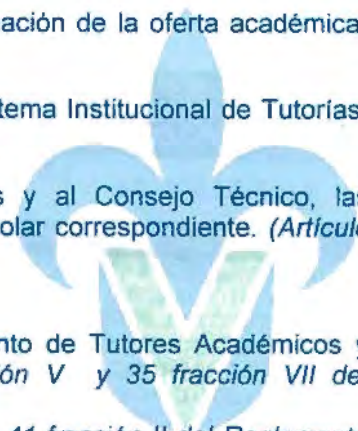 ación de la oferta académica
tema Institucional de Tutorías
s y al Consejo Técnico, las
olar correspondiente. (Artículo
nto de Tutores Académicos y
ión V y 35 fracción VII de
fracción II del Reglamento